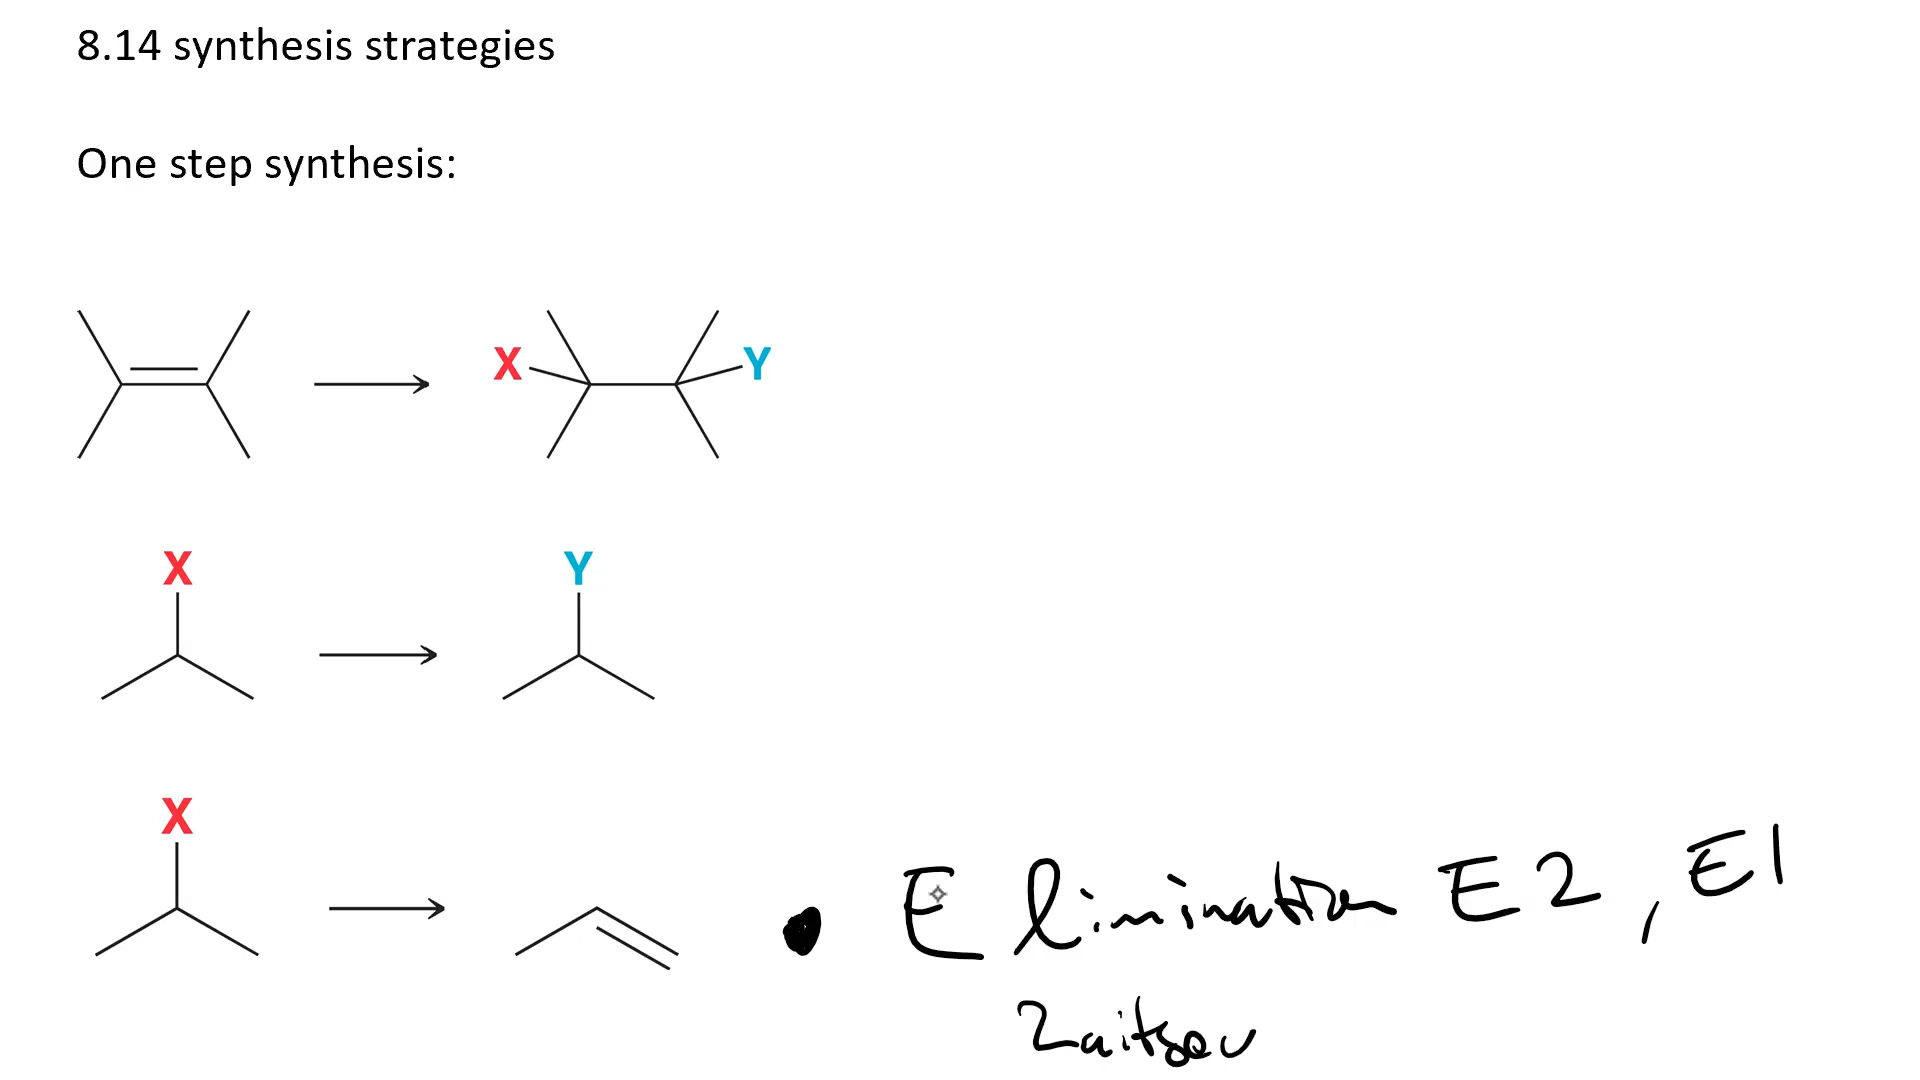 8.14 synthesis strategies
One step synthesis:
X Y
X Y
X
Elimination E2, E1
Zaitsev